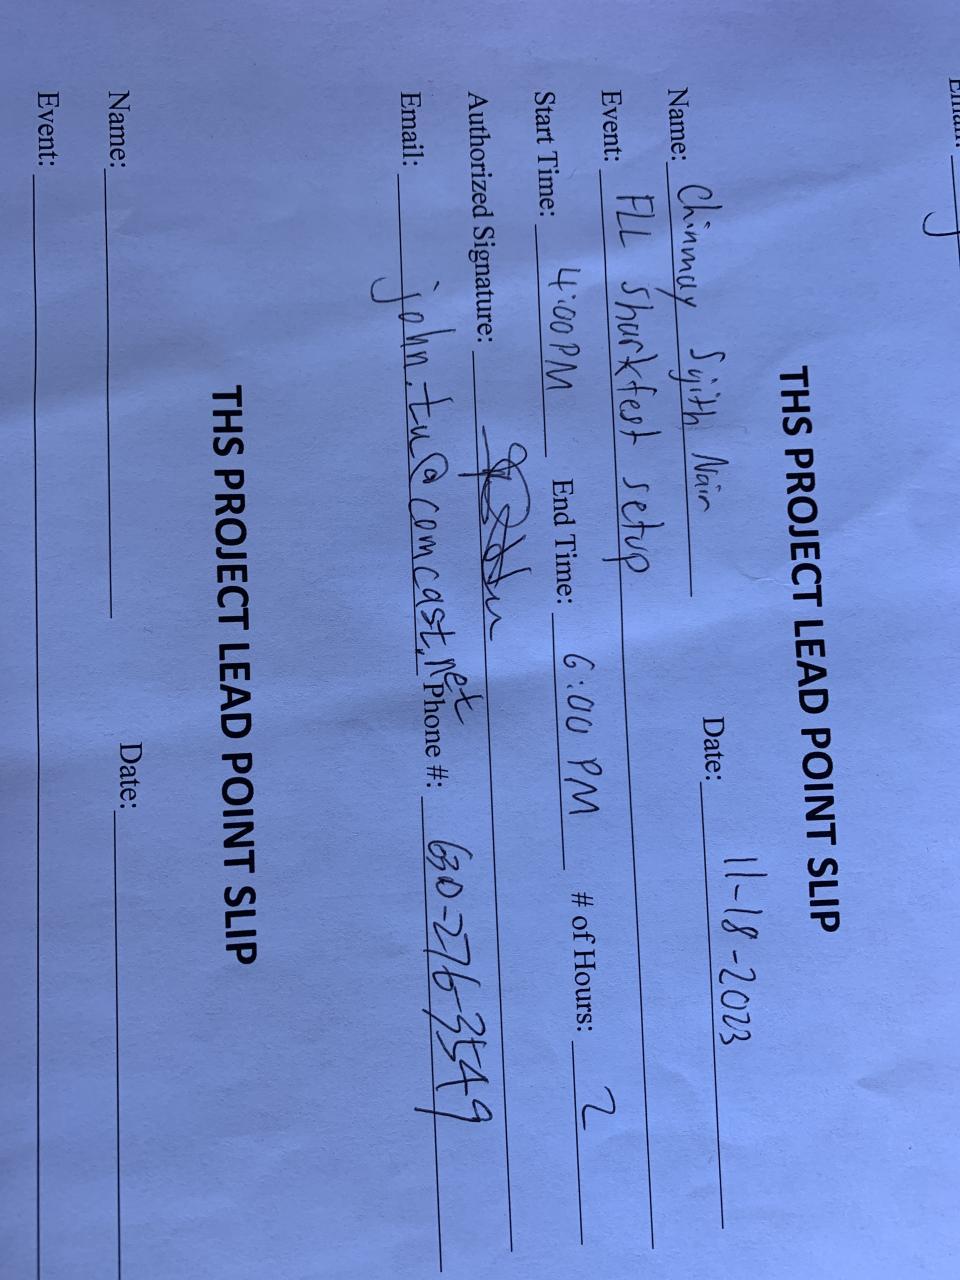 THS PROJECT LEAD POINT SLIP
Name: Chinmay Sujith Nair Date: 11-18-2023
Event: FLL Sharkfest setup
Start Time: 4:00 PM End Time: 6:00 PM # of Hours: 2
Authorized Signature:
Email: john.tu@comcast.net Phone #: 630-276-3549
THS PROJECT LEAD POINT SLIP
Name: Date:
Event: